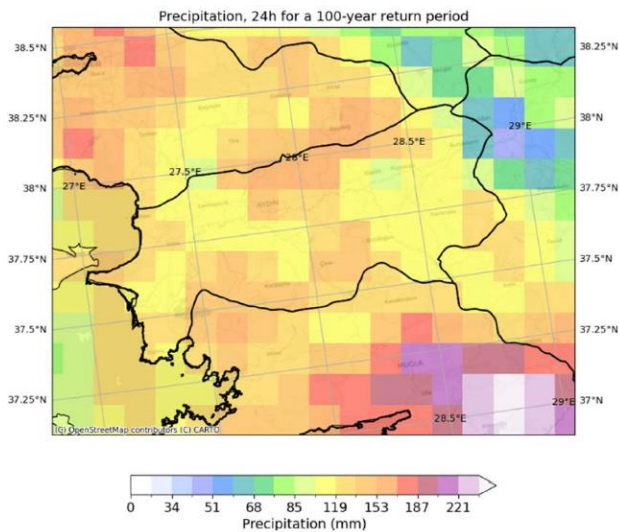 Precipitation, 24h for a 100-year return period
38.5°N
38.25°N
38.25°N
29°E
38°N
28.5°E
28°E
27.5°E
38°N
27°E
37.75°N
37.75°N
37.5°N
37.5°N
37.25°N
37.25°N
29°E
37°N
28.5°E
(C) OpenStreetMap contributors (C) CARTO
0 34 51 68 85 119 153 187 221
Precipitation (mm)